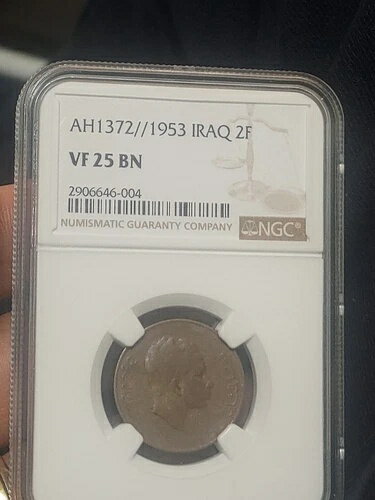 AH1372//1953 IRAQ 2F
VF 25 BN
2906646-004
NUMISMATIC GUARANTY COMPANY
NGC®